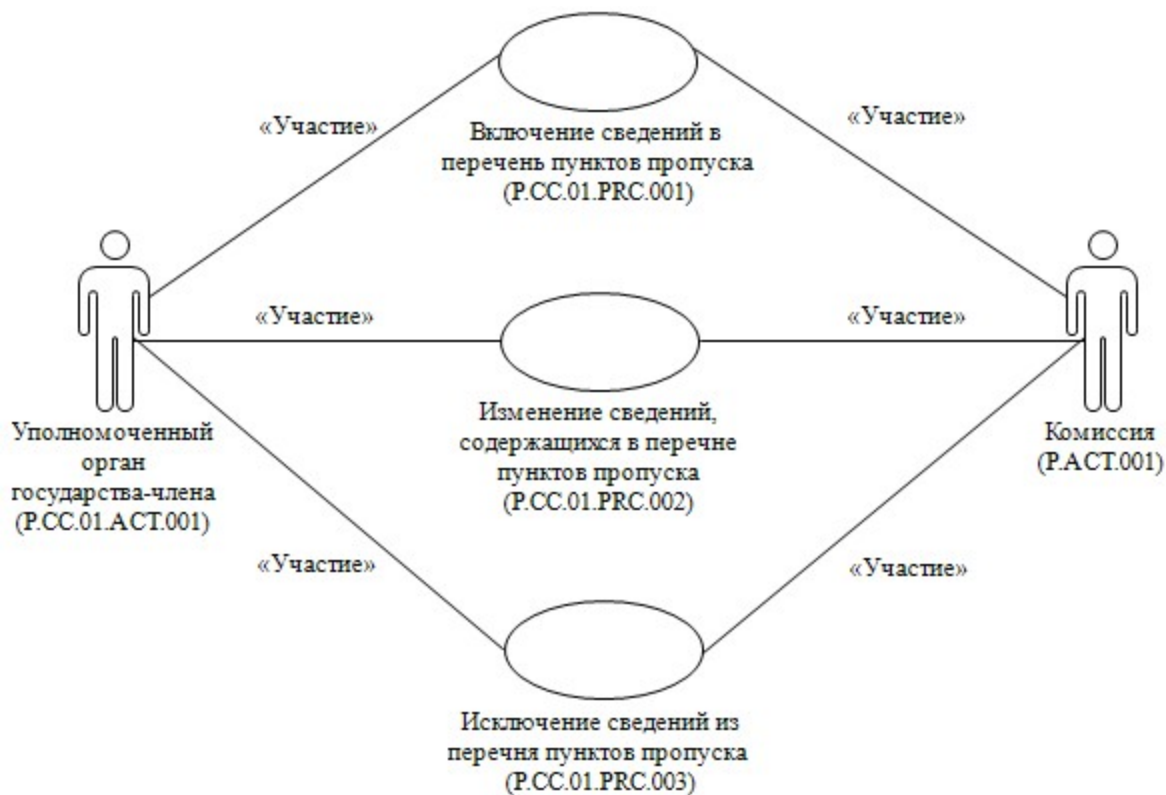 «Участие»
«Участие»
Включение сведений в
перечень пунктов пропуска
(P.CC.01.PRC.001)
«Участие»
«Участие»
Изменение сведений,
содержащихся в перечне
пунктов пропуска
(P.CC.01.PRC.002)
Уполномоченный
орган
государства-члена
(P.CC.01.ACT.001)
Комиссия
(P.ACT.001)
«Участие»
«Участие»
Исключение сведений из
перечня пунктов пропуска
(P.CC.01.PRC.003)